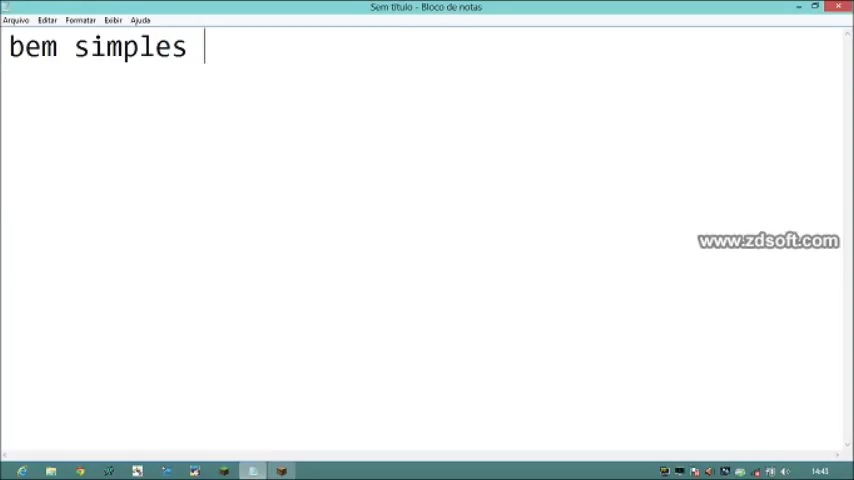 Sem título - Bloco de notas
Arquivo Editar Formatar Exibir Ajuda
bem simples
www.zdsoft.com
14:43